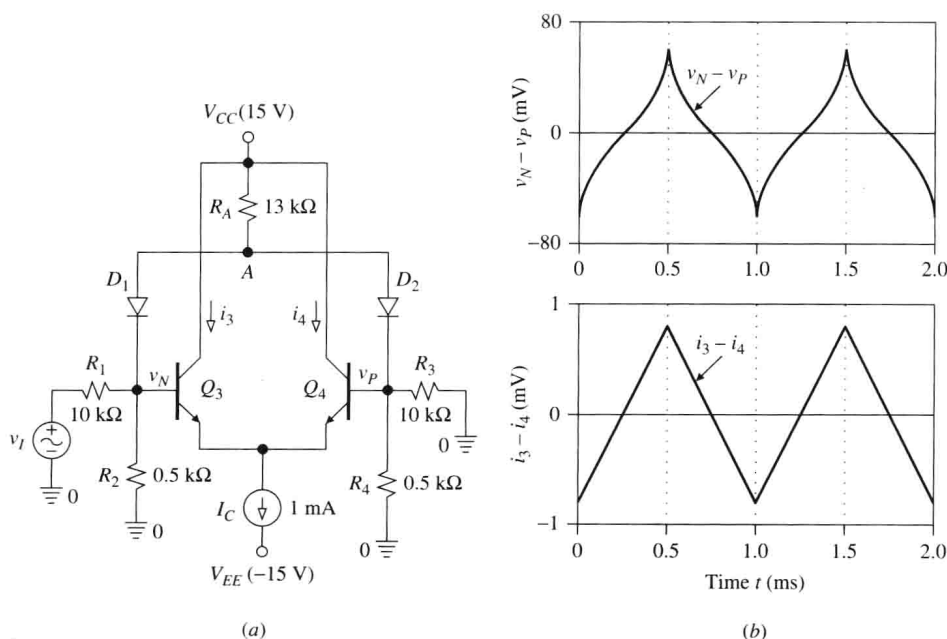 V_CC (15 V)
R_A
13 kΩ
A
D_1
D_2
i_3
i_4
R_1
v_N
Q_3
Q_4
v_P
R_3
10 kΩ
10 kΩ
v_I
0
R_2
0.5 kΩ
R_4
0.5 kΩ
0
0
I_C
1 mA
0
V_EE (−15 V)
(a)
80
v_N − v_P
v_N − v_P (mV)
0
−80
0
0.5
1.0
1.5
2.0
1
i_3 − i_4
i_3 − i_4 (mV)
0
−1
0
0.5
1.0
1.5
2.0
Time t (ms)
(b)